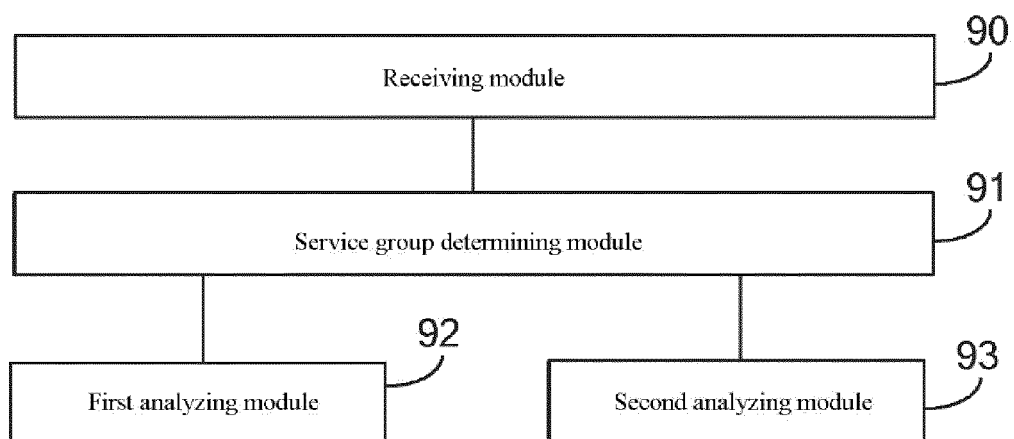 90
Receiving module
91
Service group determining module
92
First analyzing module
93
Second analyzing module